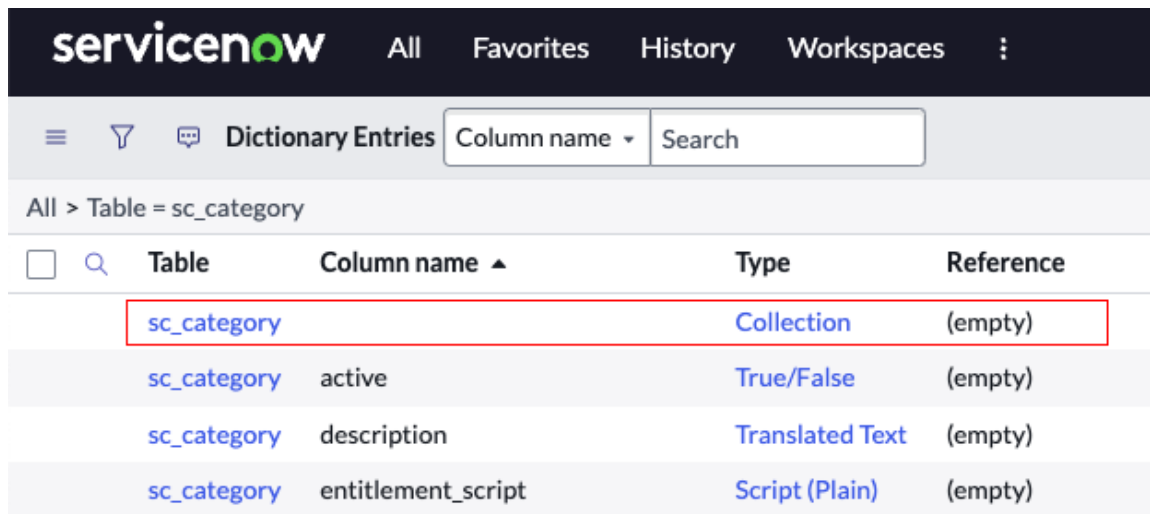 servicenow All Favorites History Workspaces
Dictionary Entries Column name Search
All > Table = sc_category
Table Column name Type Reference
sc_category Collection (empty)
sc_category active True/False (empty)
sc_category description Translated Text (empty)
sc_category entitlement_script Script (Plain) (empty)